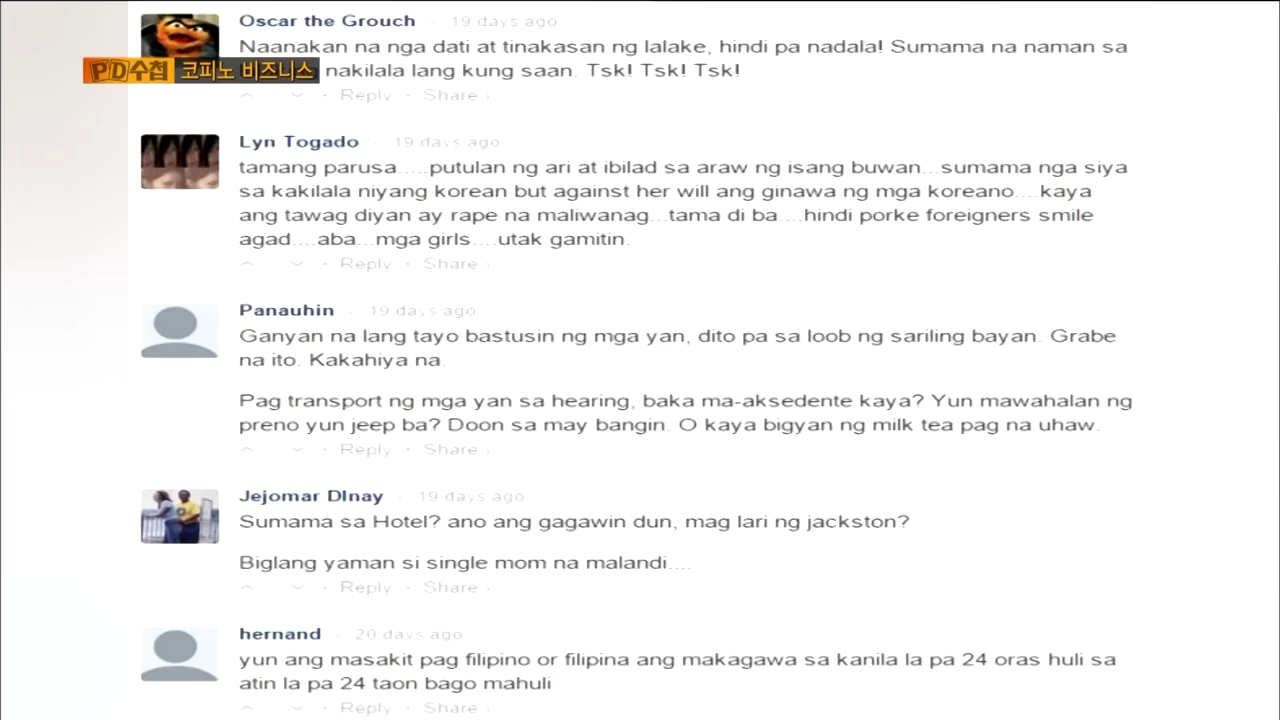 Oscar the Grouch · 19 days ago
Naanakan na nga dati at tinakasan ng lalake, hindi pa nadala! Sumama na naman sa
PD수첩 코피노 비즈니스 nakilala lang kung saan. Tsk! Tsk! Tsk!
· Reply · Share ›
Lyn Togado · 19 days ago
tamang parusa.....putulan ng ari at ibilad sa araw ng isang buwan...sumama nga siya
sa kakilala niyang korean but against her will ang ginawa ng mga koreano....kaya
ang tawag diyan ay rape na maliwanag...tama di ba....hindi porke foreigners smile
agad....aba...mga girls....utak gamitin.
· Reply · Share ›
Panauhin · 19 days ago
Ganyan na lang tayo bastusin ng mga yan, dito pa sa loob ng sariling bayan. Grabe
na ito. Kakahiya na.
Pag transport ng mga yan sa hearing, baka ma-aksedente kaya? Yun mawahalan ng
preno yun jeep ba? Doon sa may bangin. O kaya bigyan ng milk tea pag na uhaw.
· Reply · Share ›
Jejomar DInay · 19 days ago
Sumama sa Hotel? ano ang gagawin dun, mag lari ng jackston?
Biglang yaman si single mom na malandi....
· Reply · Share ›
hernand · 20 days ago
yun ang masakit pag filipino or filipina ang makagawa sa kanila la pa 24 oras huli sa
atin la pa 24 taon bago mahuli
· Reply · Share ›